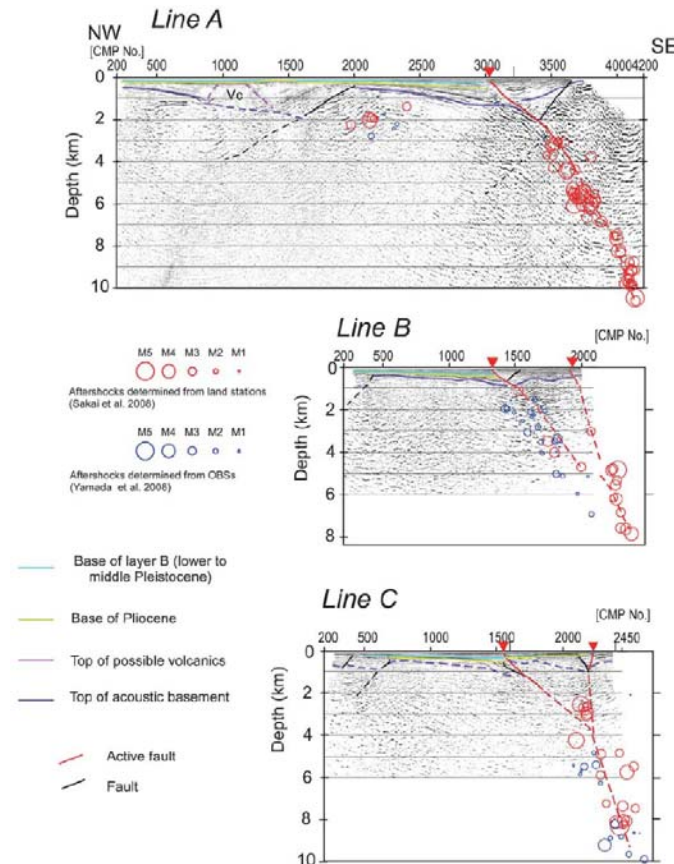 Line A
NW
SE
[CMP No.]
200 500 1000 1500 2000 2500 3000 3500 4000 4200
0
2
4
6
8
10
Depth (km)
Vc
Line B
[CMP No.]
200 500 1000 1500 2000
0
2
4
6
8
Depth (km)
M5 M4 M3 M2 M1
Aftershocks determined from land stations
(Sakai et al. 2008)
M5 M4 M3 M2 M1
Aftershocks determined from OBSs
(Yamada et al. 2008)
Base of layer B (lower to
middle Pleistocene)
Base of Pliocene
Top of possible volcanics
Top of acoustic basement
Active fault
Fault
Line C
[CMP No.]
200 500 1000 1500 2000 2450
0
2
4
6
8
10
Depth (km)